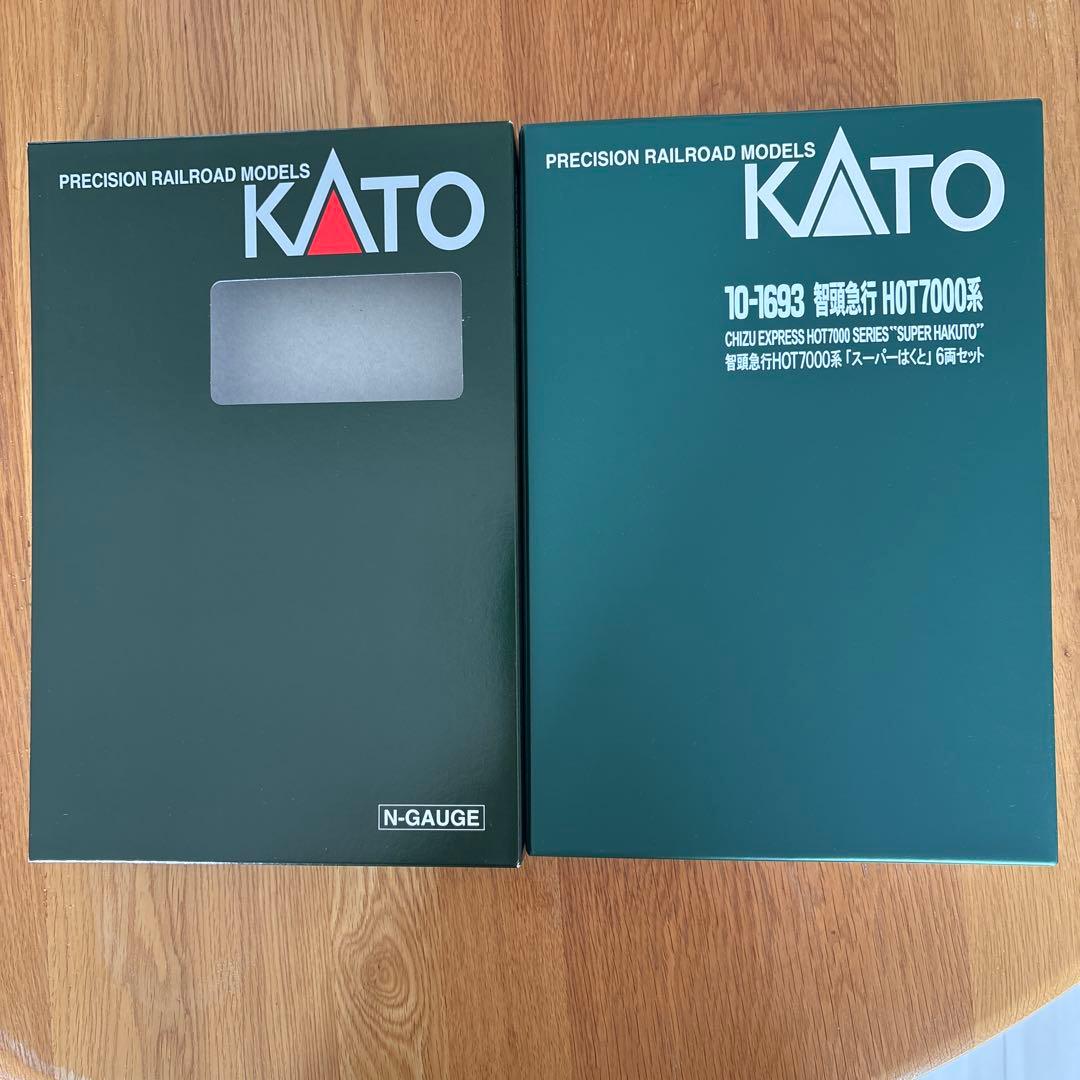 PRECISION RAILROAD MODELS
KATO
N-GAUGE
PRECISION RAILROAD MODELS
KATO
10-1693 智頭急行 HOT7000系
CHIZU EXPRESS HOT7000 SERIES "SUPER HAKUTO"
智頭急行HOT7000系「スーパーはくと」6両セット